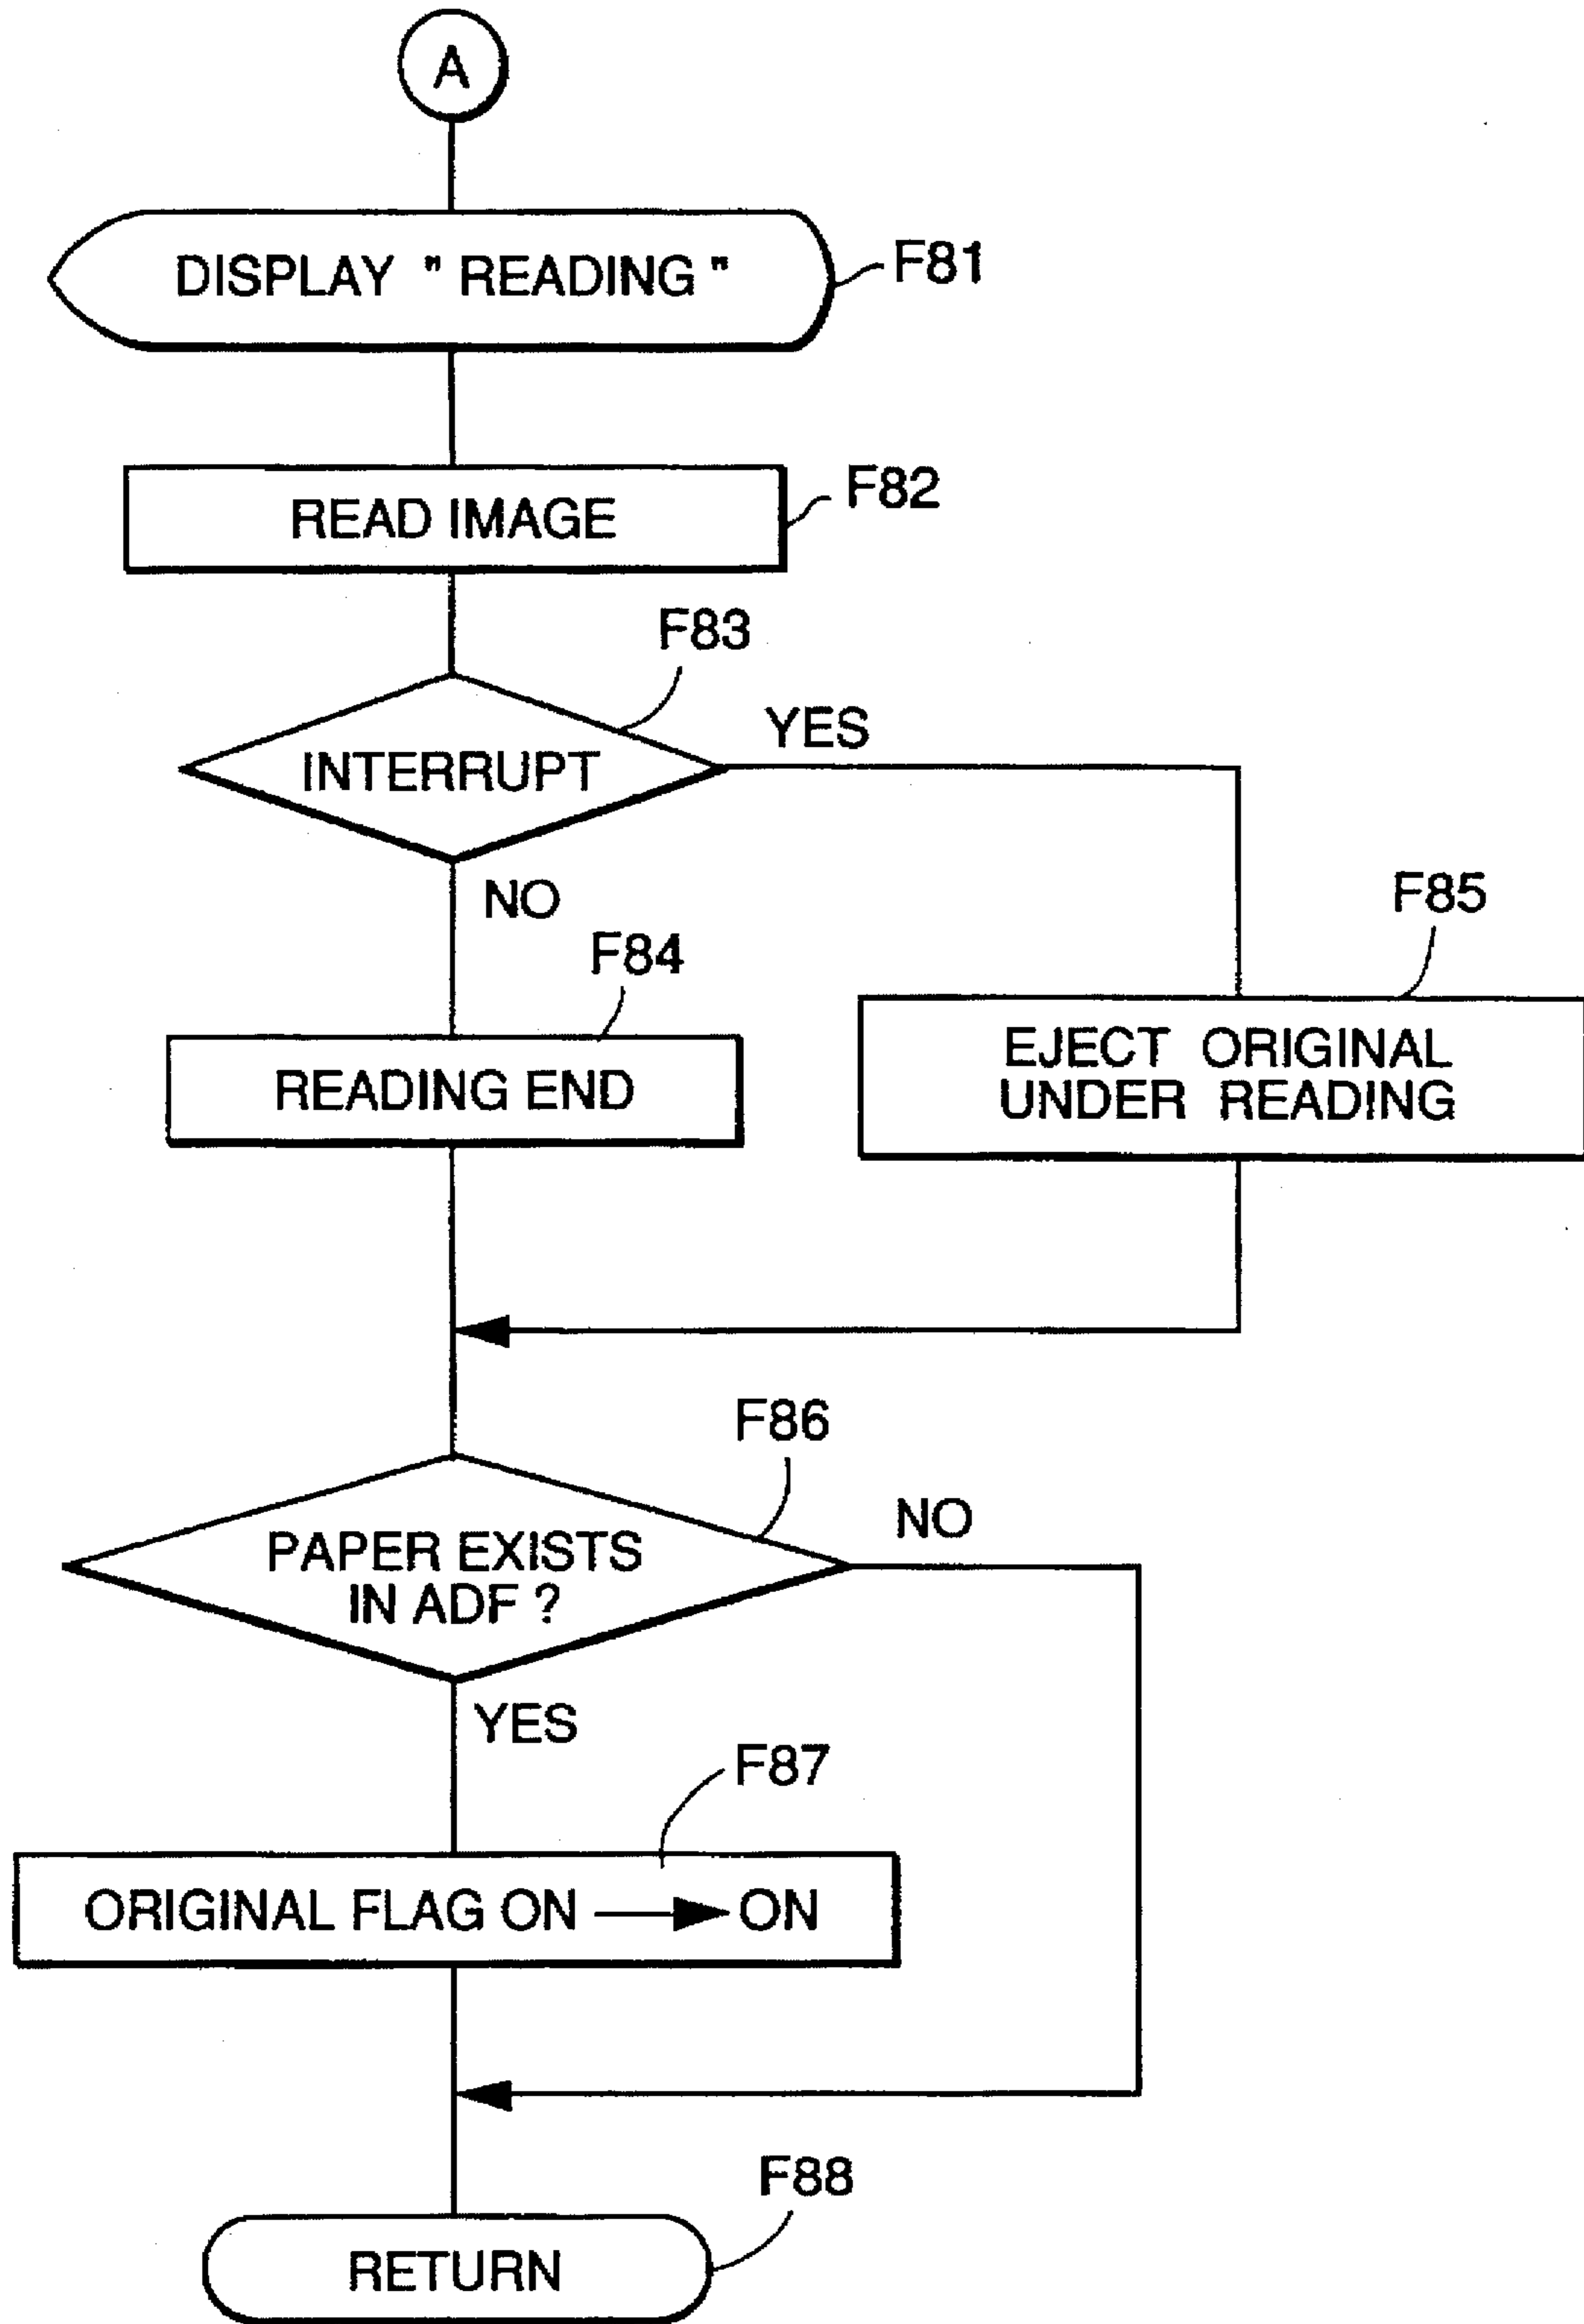 A
DISPLAY " READING "
F81
READ IMAGE
F82
F83
INTERRUPT
YES
NO
F84
READING END
F85
EJECT ORIGINAL
UNDER READING
F86
PAPER EXISTS
IN ADF ?
NO
YES
F87
ORIGINAL FLAG ON → ON
F88
RETURN